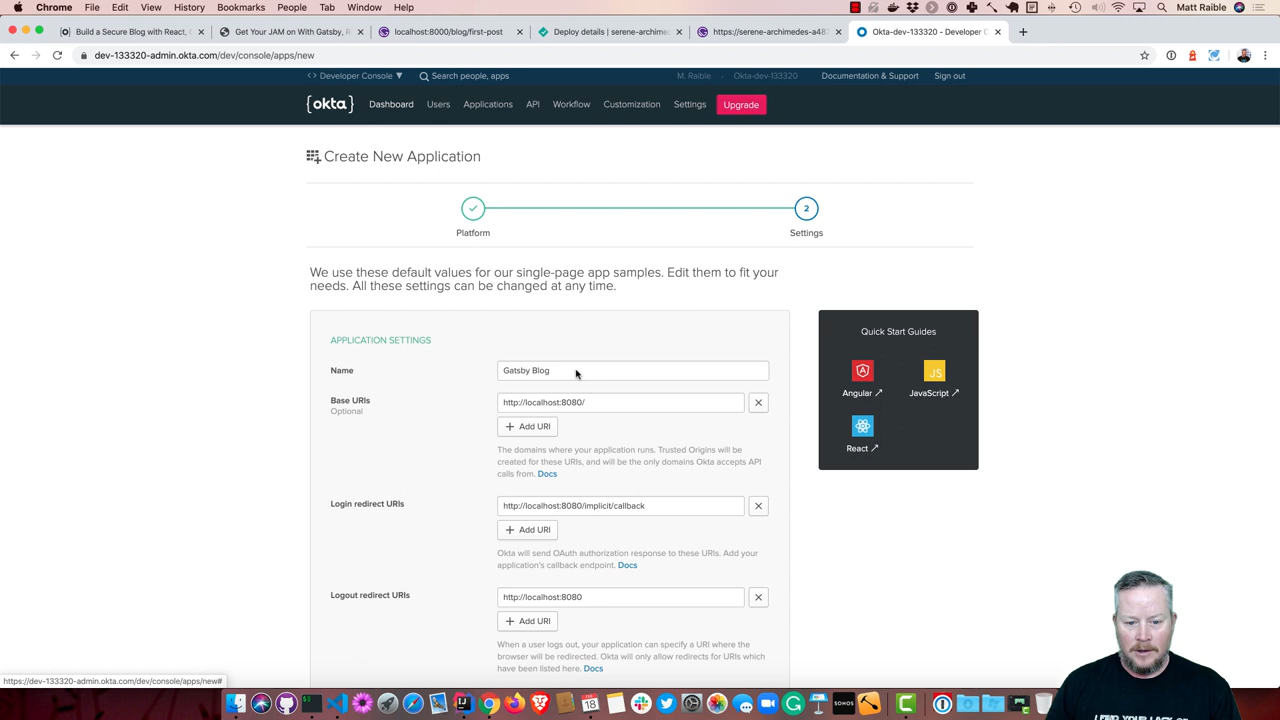 Chrome File Edit View History Bookmarks People Tab Window Help Matt Raible
Build a Secure Blog with React, G
Get Your JAM on With Gatsby, R
localhost:8000/blog/first-post
Deploy details | serene-archimed
https://serene-archimedes-a48
Okta-dev-133320 - Developer C
dev-133320-admin.okta.com/dev/console/apps/new
<> Developer Console ▼ Search people, apps M. Raible · Okta-dev-133320 Documentation & Support Sign out
{okta} Dashboard Users Applications API Workflow Customization Settings Upgrade
Create New Application
2
Platform Settings
We use these default values for our single-page app samples. Edit them to fit your
needs. All these settings can be changed at any time.
APPLICATION SETTINGS
Name Gatsby Blog
Base URIs http://localhost:8080/
Optional
+ Add URI
The domains where your application runs. Trusted Origins will be
created for these URIs, and will be the only domains Okta accepts API
calls from. Docs
Login redirect URIs http://localhost:8080/implicit/callback
+ Add URI
Okta will send OAuth authorization response to these URIs. Add your
application's callback endpoint. Docs
Logout redirect URIs http://localhost:8080
+ Add URI
When a user logs out, your application can specify a URI where the
browser will be redirected. Okta will only allow redirects for URIs which
have been listed here. Docs
Quick Start Guides
JS
Angular ↗ JavaScript ↗
React ↗
https://dev-133320-admin.okta.com/dev/console/apps/new#
18
SONOS
I FIND YOUR LACK OF